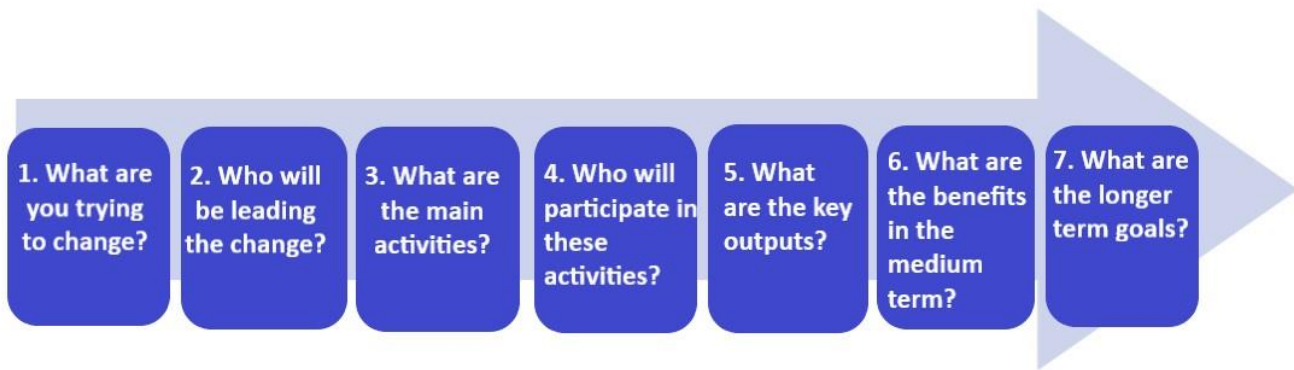 1. What are
you trying
to change?
2. Who will
be leading
the change?
3. What are
the main
activities?
4. Who will
participate in
these
activities?
5. What
are the key
outputs?
6. What are
the benefits
in the
medium
term?
7. What are
the longer
term goals?